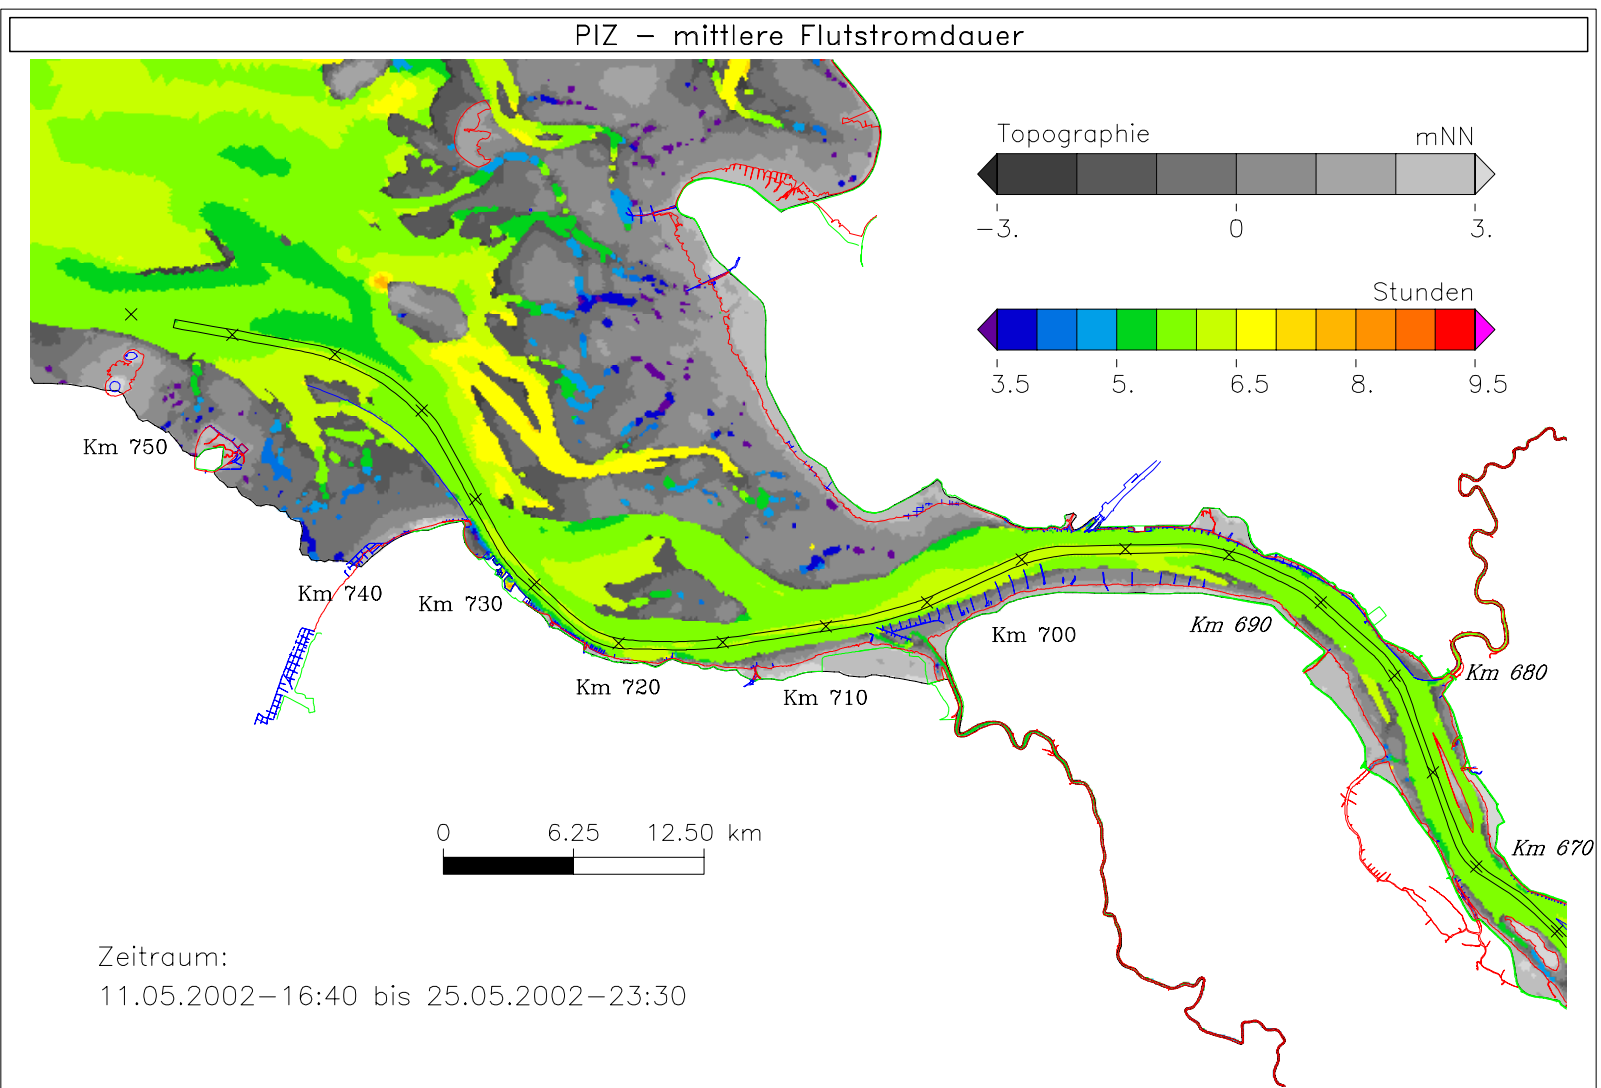 PIZ – mittlere Flutstromdauer
Topographie mNN
−3. 0 3.
Stunden
3.5 5. 6.5 8. 9.5
Km 750
Km 740
Km 730
Km 720
Km 710
Km 700
Km 690
Km 680
Km 670
0 6.25 12.50 km
Zeitraum:
11.05.2002−16:40 bis 25.05.2002−23:30